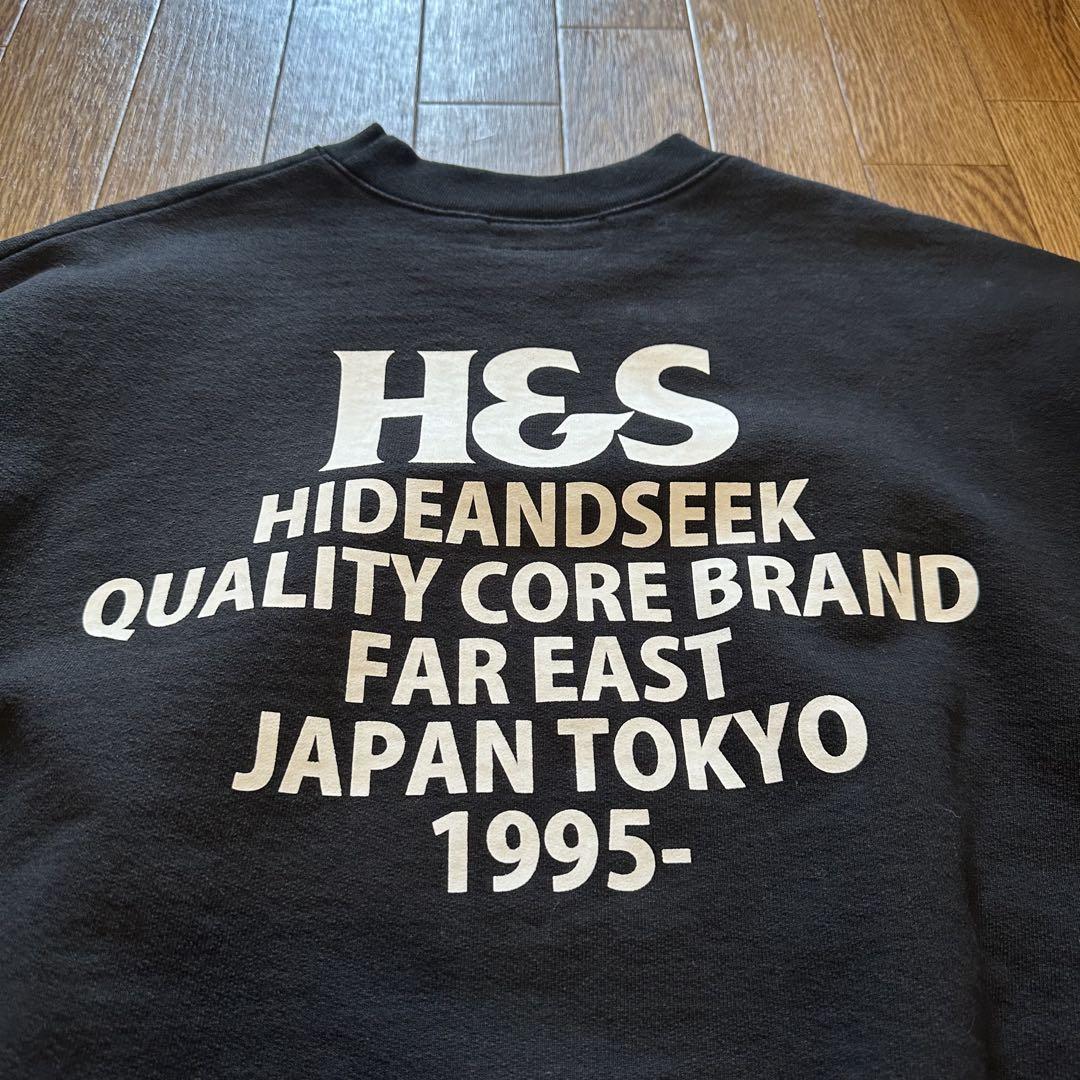 H&S
HIDEANDSEEK
QUALITY CORE BRAND
FAR EAST
JAPAN TOKYO
1995-